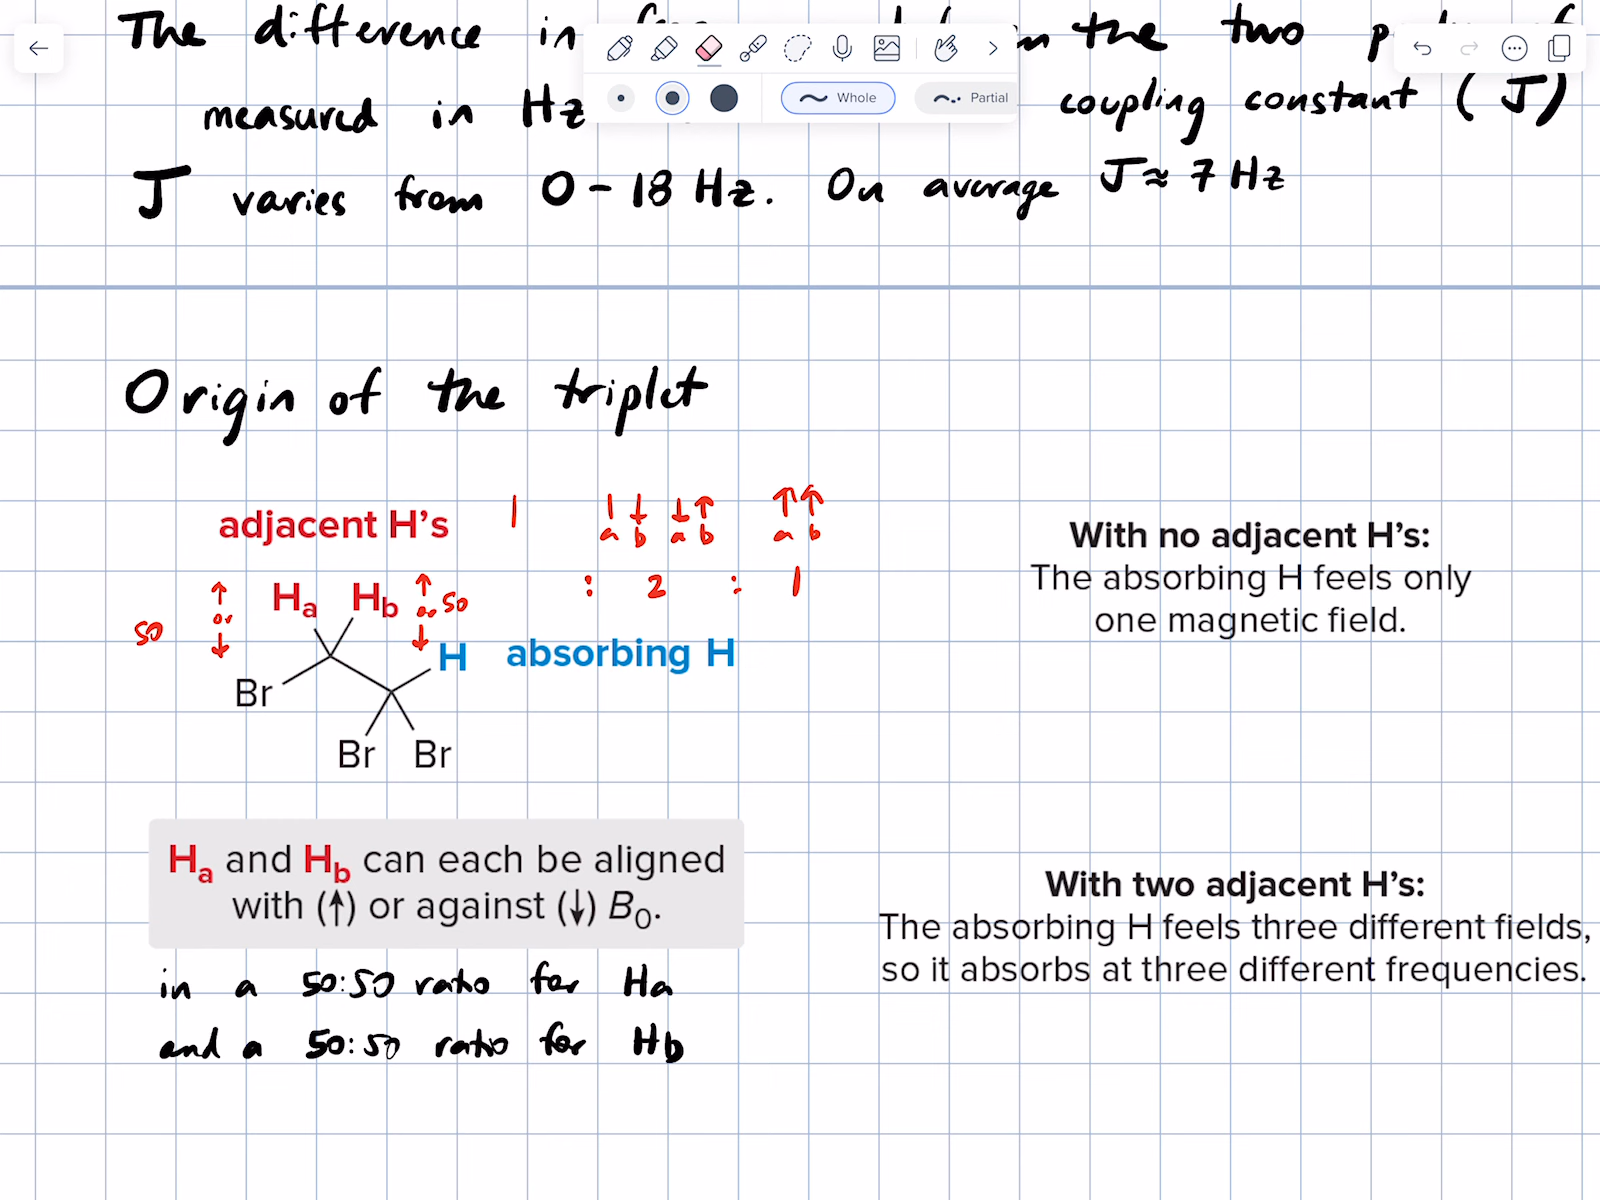 The difference in the two
Whole Partial
measured in Hz coupling constant (J)
J varies from 0-18 Hz. On average J≈ 7 Hz
Origin of the triplet
adjacent H's
1 ↓ ↓↑ ↑↑
a b a b a b
: 2 : 1
↑ or ↓ 50 Ha Hb ↑ or ↓ 50
H absorbing H
Br
Br Br
Ha and Hb can each be aligned
with (↑) or against (↓) B0.
in a 50:50 ratio for Ha
and a 50:50 ratio for Hb
With no adjacent H's:
The absorbing H feels only
one magnetic field.
With two adjacent H's:
The absorbing H feels three different fields,
so it absorbs at three different frequencies.